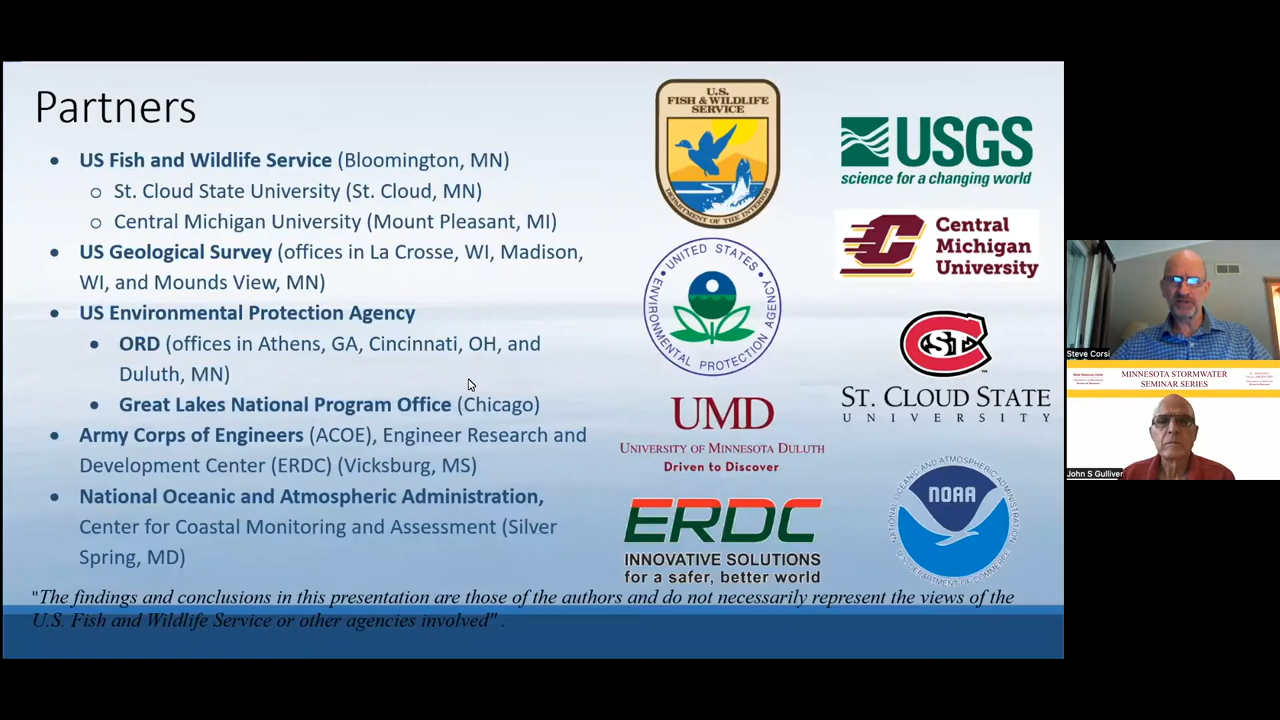 Partners
• US Fish and Wildlife Service (Bloomington, MN)
o St. Cloud State University (St. Cloud, MN)
o Central Michigan University (Mount Pleasant, MI)
• US Geological Survey (offices in La Crosse, WI, Madison,
WI, and Mounds View, MN)
• US Environmental Protection Agency
• ORD (offices in Athens, GA, Cincinnati, OH, and
Duluth, MN)
• Great Lakes National Program Office (Chicago)
• Army Corps of Engineers (ACOE), Engineer Research and
Development Center (ERDC) (Vicksburg, MS)
• National Oceanic and Atmospheric Administration,
Center for Coastal Monitoring and Assessment (Silver
Spring, MD)
"The findings and conclusions in this presentation are those of the authors and do not necessarily represent the views of the
U.S. Fish and Wildlife Service or other agencies involved" .
U.S.
FISH & WILDLIFE
SERVICE
DEPARTMENT OF THE INTERIOR
USGS
science for a changing world
Central
Michigan
University
UNITED STATES
ENVIRONMENTAL PROTECTION AGENCY
ST. CLOUD STATE
UNIVERSITY
UMD
UNIVERSITY OF MINNESOTA DULUTH
Driven to Discover
ERDC
INNOVATIVE SOLUTIONS
for a safer, better world
NATIONAL OCEANIC AND ATMOSPHERIC ADMINISTRATION
NOAA
U.S. DEPARTMENT OF COMMERCE
Steve Corsi
MINNESOTA STORMWATER
SEMINAR SERIES
John S Gulliver